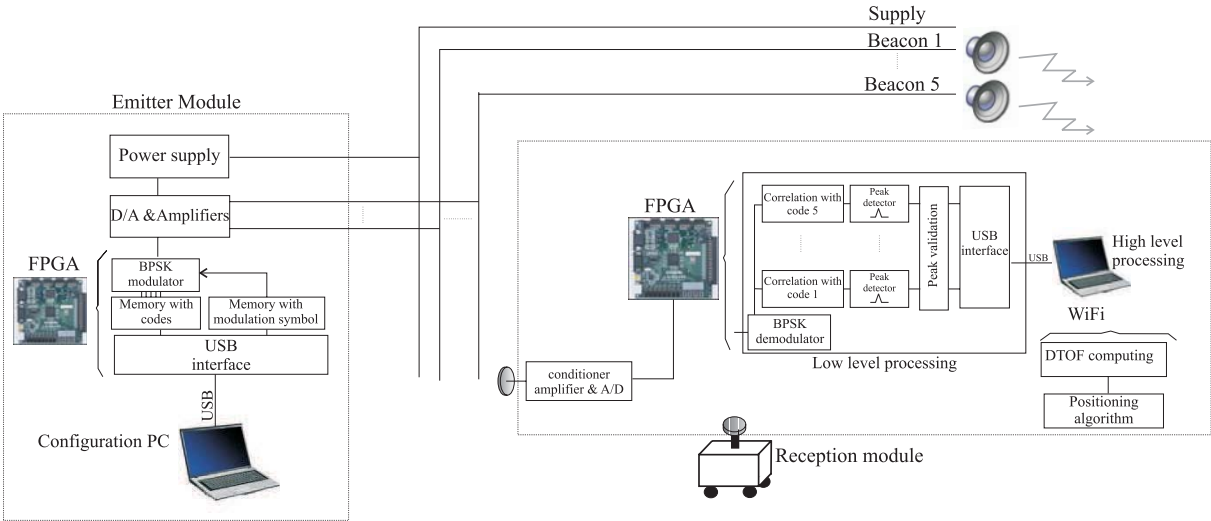 Supply
Beacon 1
Beacon 5
Emitter Module
Power supply
D/A &Amplifiers
FPGA
BPSK
modulator
Memory with
codes
Memory with
modulation symbol
USB
interface
USB
Configuration PC
FPGA
Correlation with
code 5
Peak
detector
Correlation with
code 1
Peak
detector
Peak validation
USB
interface
BPSK
demodulator
Low level processing
USB
High level
processing
WiFi
DTOF computing
Positioning
algorithm
conditioner
amplifier & A/D
Reception module